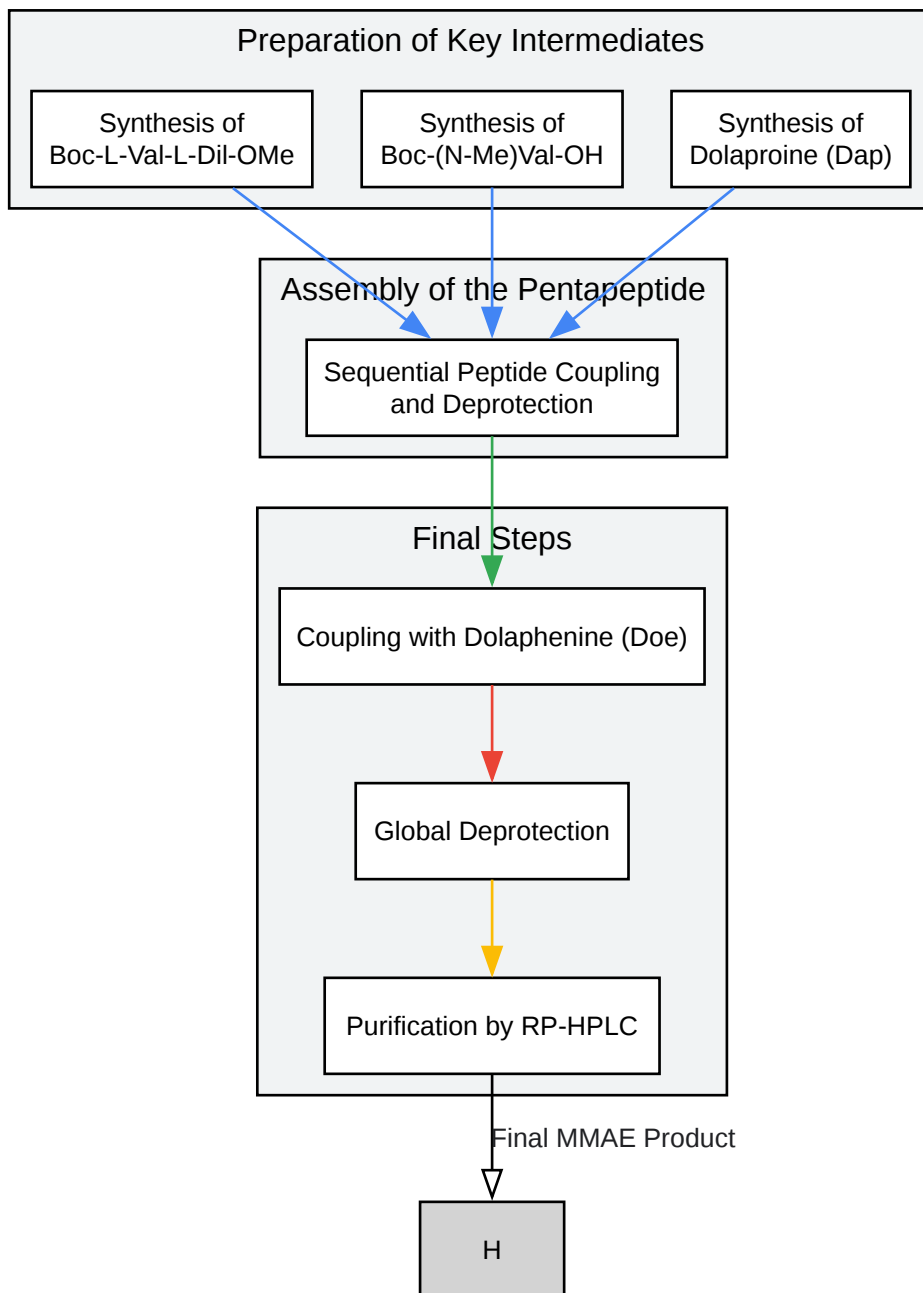 Preparation of Key Intermediates
Synthesis of
Boc-L-Val-L-Dil-OMe
Synthesis of
Boc-(N-Me)Val-OH
Synthesis of
Dolaproine (Dap)
Assembly of the Pentapeptide
Sequential Peptide Coupling
and Deprotection
Final Steps
Coupling with Dolaphenine (Doe)
Global Deprotection
Purification by RP-HPLC
Final MMAE Product
H